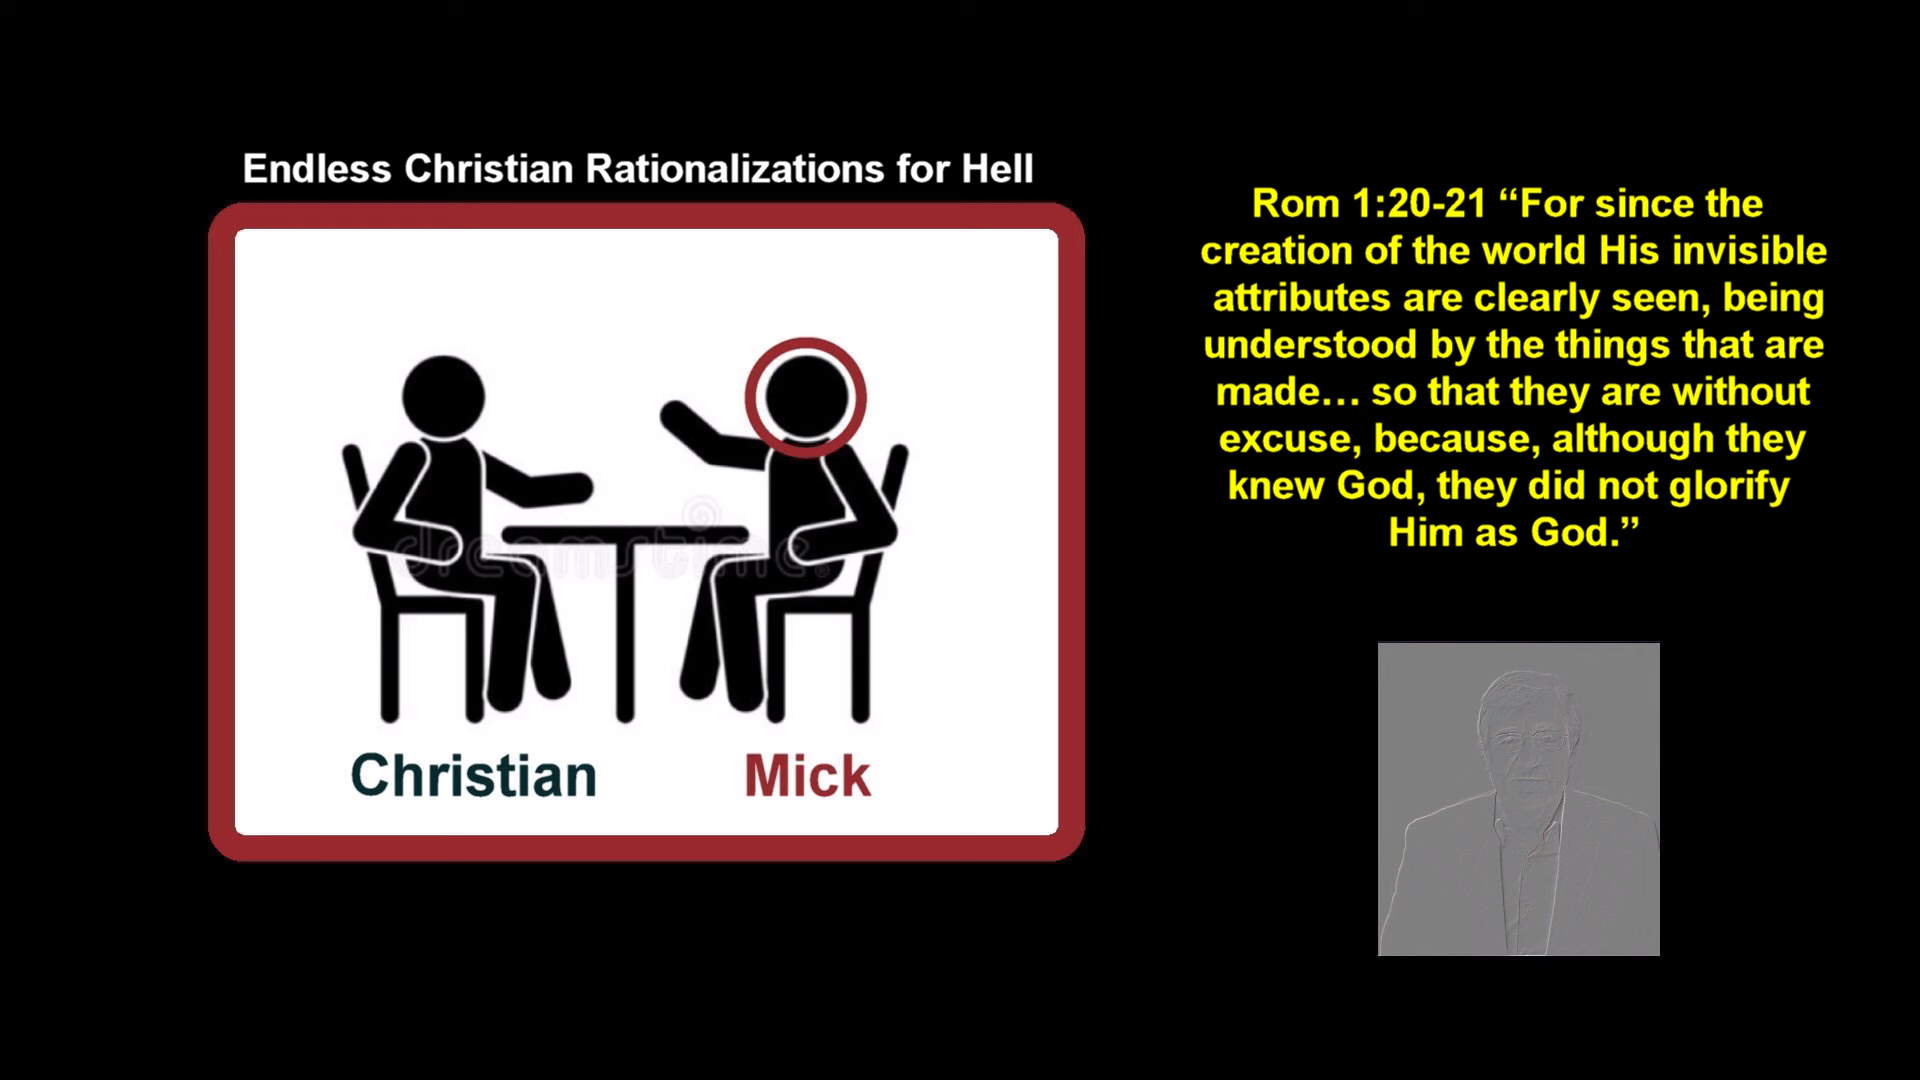 Endless Christian Rationalizations for Hell
Rom 1:20-21 “For since the
creation of the world His invisible
attributes are clearly seen, being
understood by the things that are
made… so that they are without
excuse, because, although they
knew God, they did not glorify
Him as God.”
dreamstime.
Christian
Mick